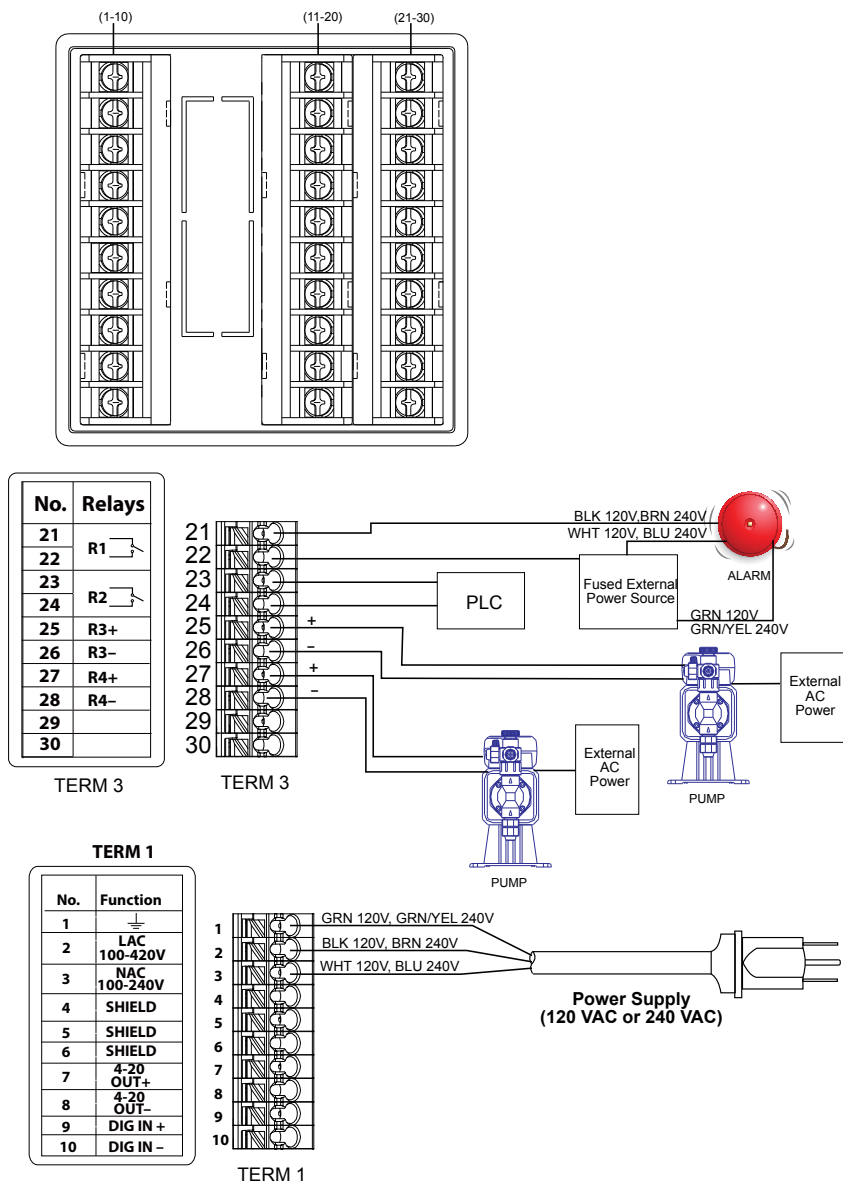 (1-10) (11-20) (21-30)
No. Relays
21
22
R1
23
24
R2
25 R3+
26 R3–
27 R4+
28 R4–
29
30
TERM 3
21
22
23
24
25
26
27
28
29
30
TERM 3
+
–
+
–
BLK 120V,BRN 240V
WHT 120V, BLU 240V
ALARM
PLC
Fused External
Power Source
GRN 120V
GRN/YEL 240V
External
AC
Power
PUMP
External
AC
Power
PUMP
TERM 1
No. Function
1
2 LAC
100-420V
3 NAC
100-240V
4 SHIELD
5 SHIELD
6 SHIELD
7 4-20
OUT+
8 4-20
OUT–
9 DIG IN +
10 DIG IN –
1
2
3
4
5
6
7
8
9
10
TERM 1
GRN 120V, GRN/YEL 240V
BLK 120V, BRN 240V
WHT 120V, BLU 240V
Power Supply
(120 VAC or 240 VAC)